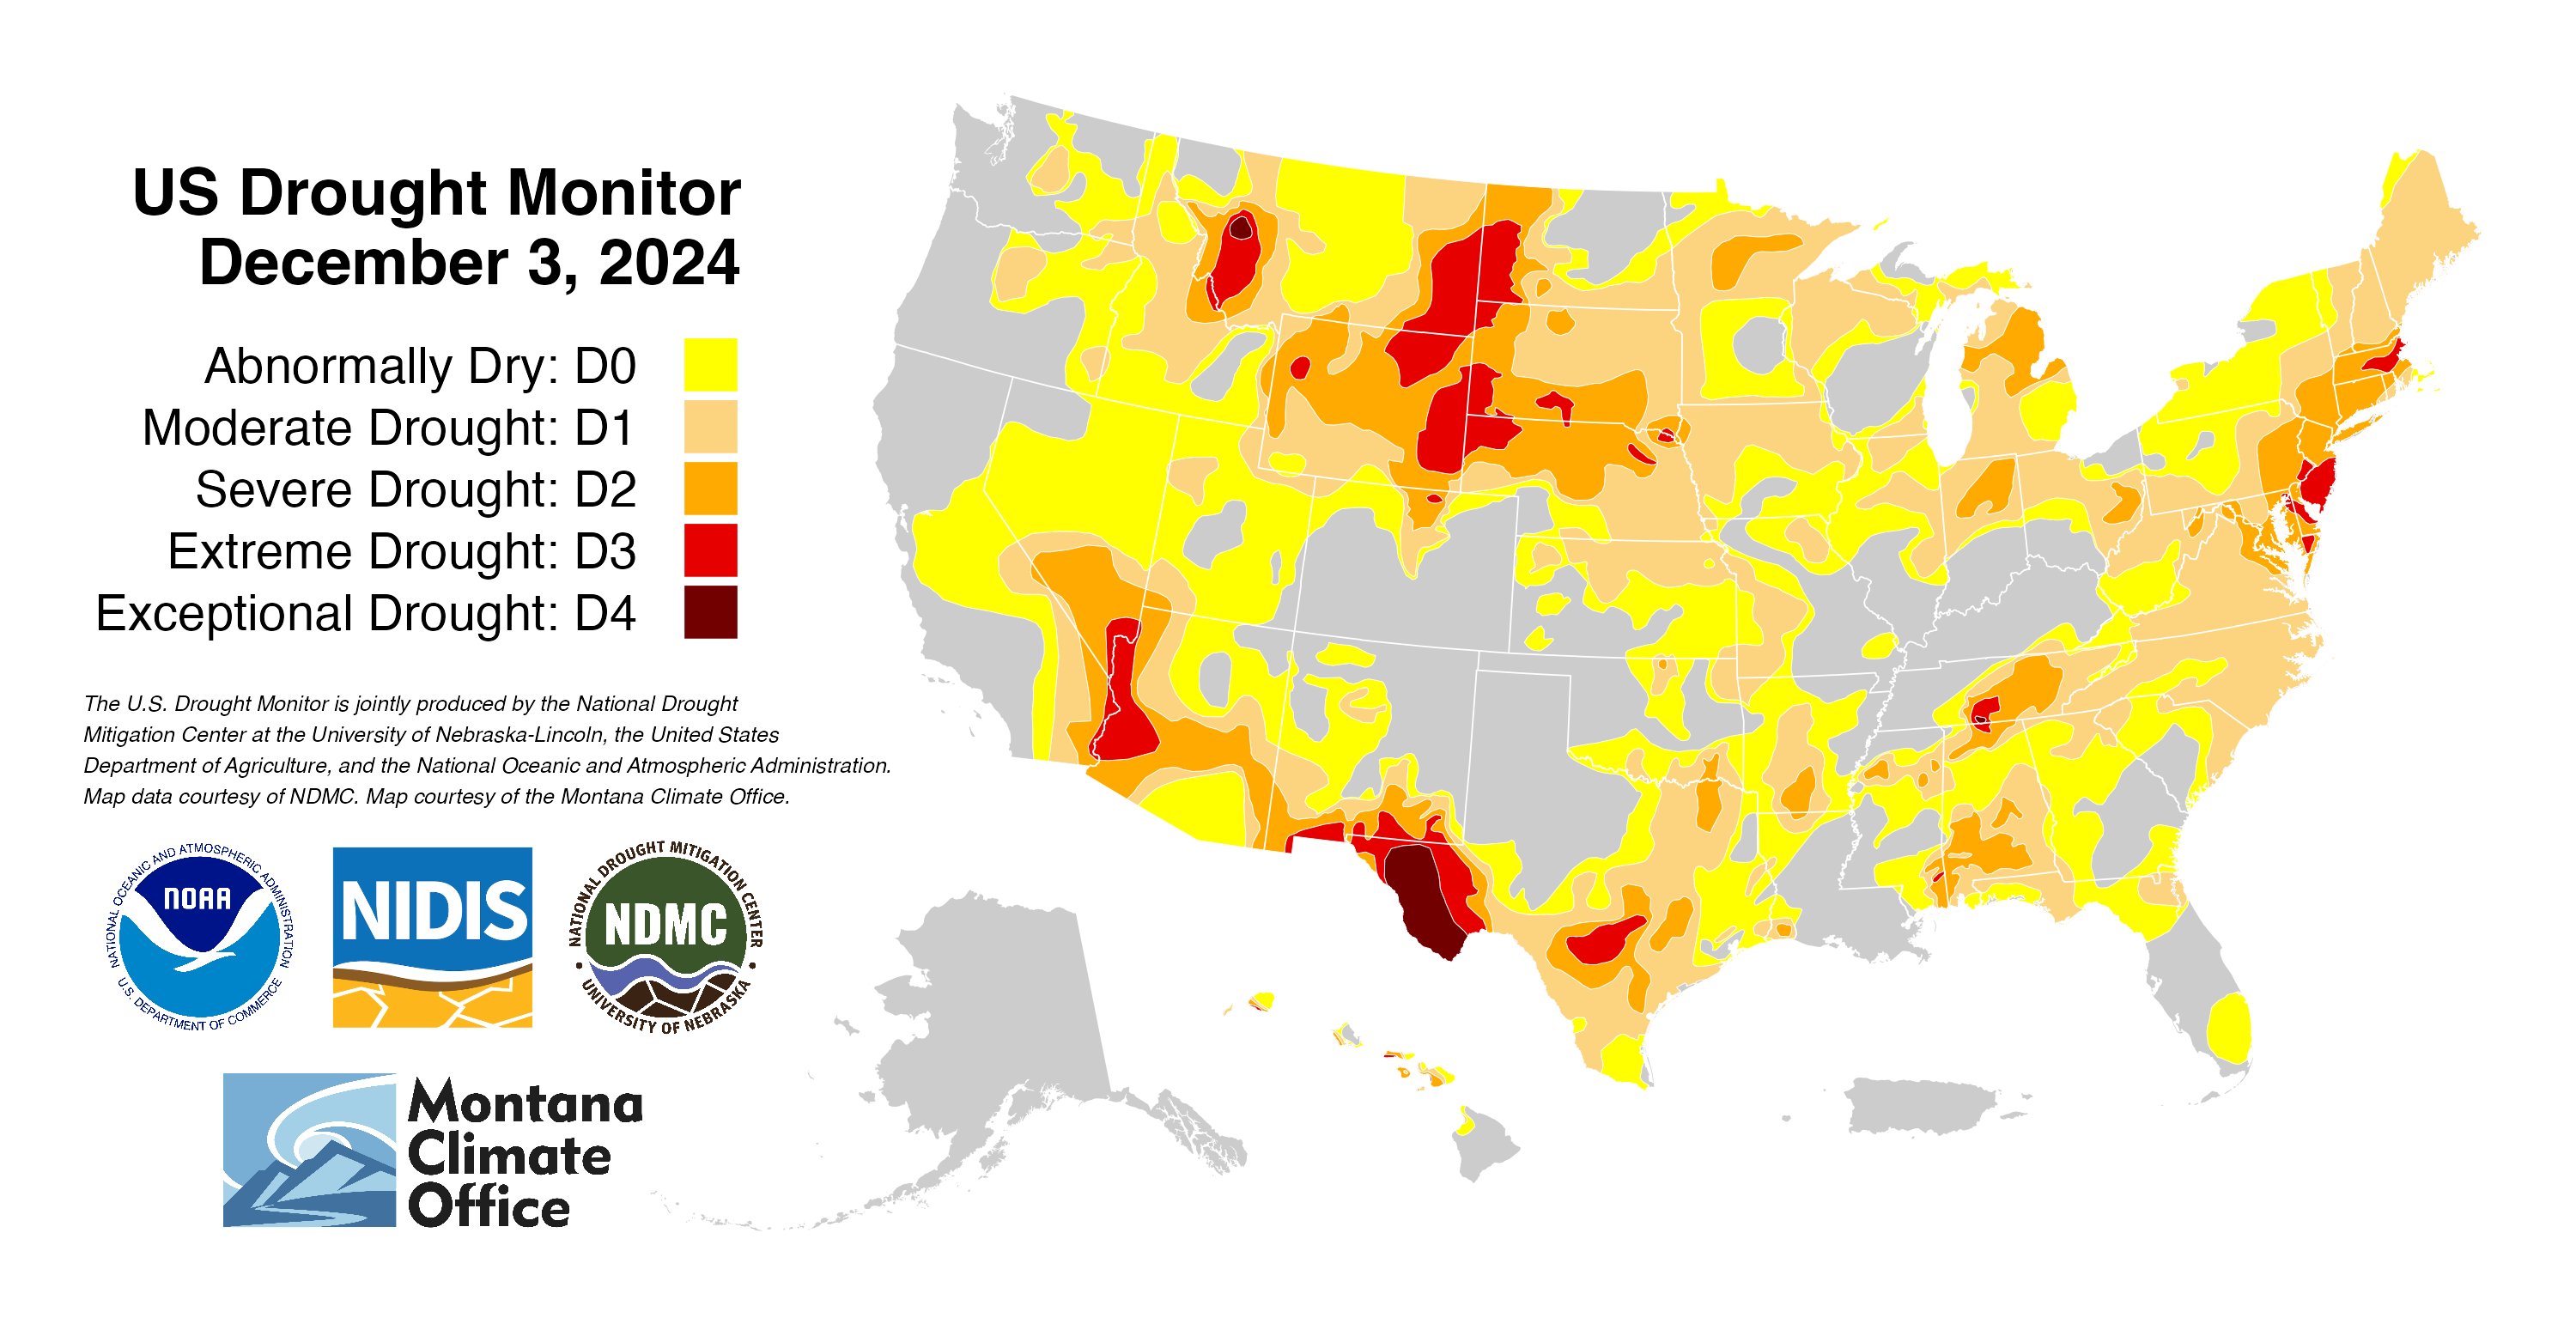 US Drought Monitor
December 3, 2024
Abnormally Dry: D0
Moderate Drought: D1
Severe Drought: D2
Extreme Drought: D3
Exceptional Drought: D4
The U.S. Drought Monitor is jointly produced by the National Drought
Mitigation Center at the University of Nebraska-Lincoln, the United States
Department of Agriculture, and the National Oceanic and Atmospheric Administration.
Map data courtesy of NDMC. Map courtesy of the Montana Climate Office.
NATIONAL OCEANIC AND ATMOSPHERIC ADMINISTRATION
NOAA
U.S. DEPARTMENT OF COMMERCE
NIDIS
NATIONAL DROUGHT MITIGATION CENTER
NDMC
UNIVERSITY OF NEBRASKA
Montana
Climate
Office